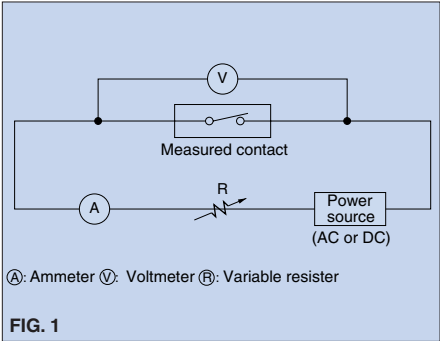 V
Measured contact
R
A
Power
source
(AC or DC)
Ⓐ: Ammeter Ⓥ: Voltmeter Ⓡ: Variable resister
FIG. 1